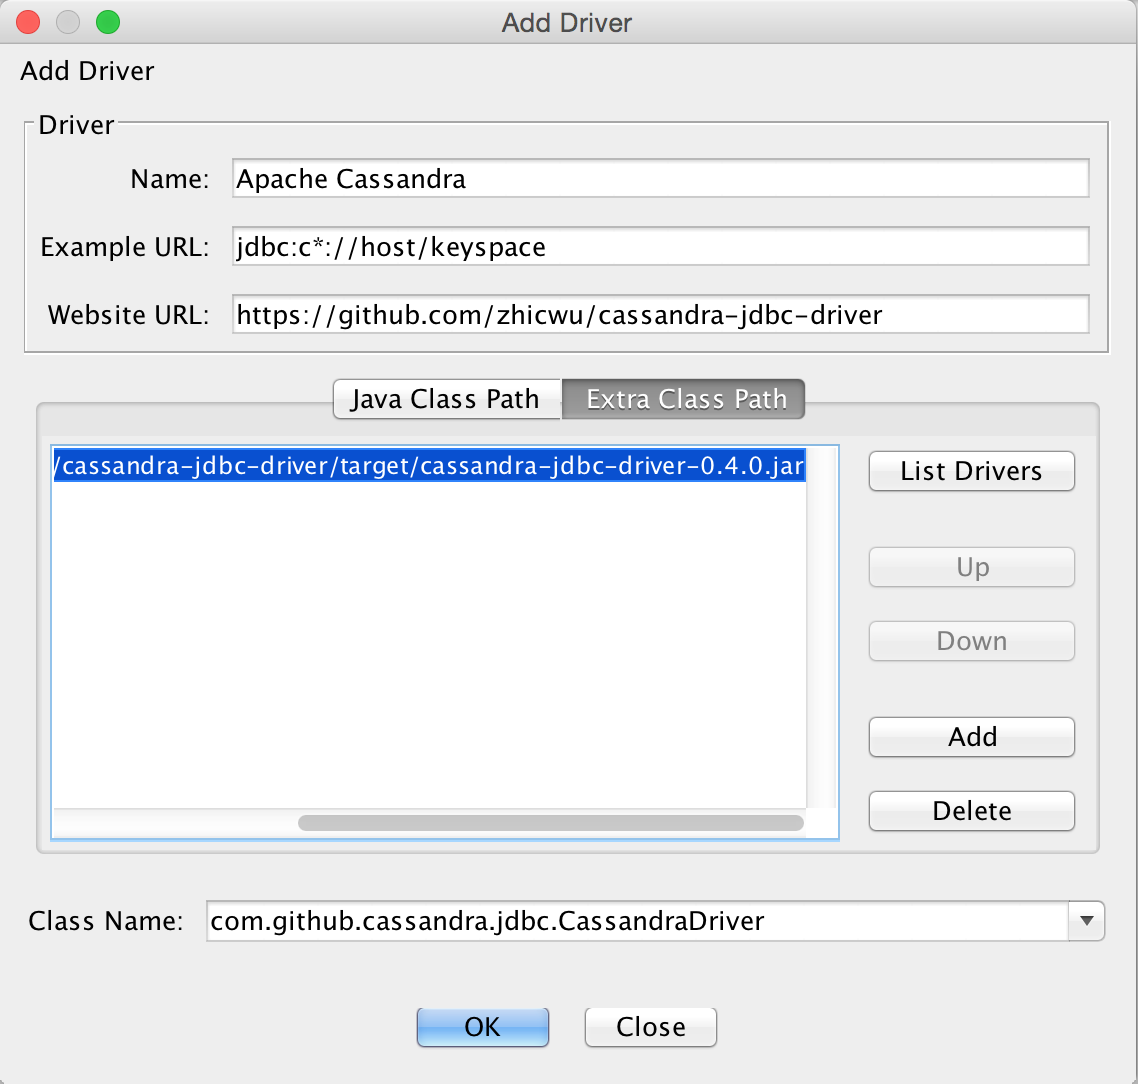 Add Driver
Add Driver
Driver
Name: Apache Cassandra
Example URL: jdbc:c*://host/keyspace
Website URL: https://github.com/zhicwu/cassandra-jdbc-driver
Java Class Path Extra Class Path
/cassandra-jdbc-driver/target/cassandra-jdbc-driver-0.4.0.jar
List Drivers
Up
Down
Add
Delete
Class Name: com.github.cassandra.jdbc.CassandraDriver
OK Close